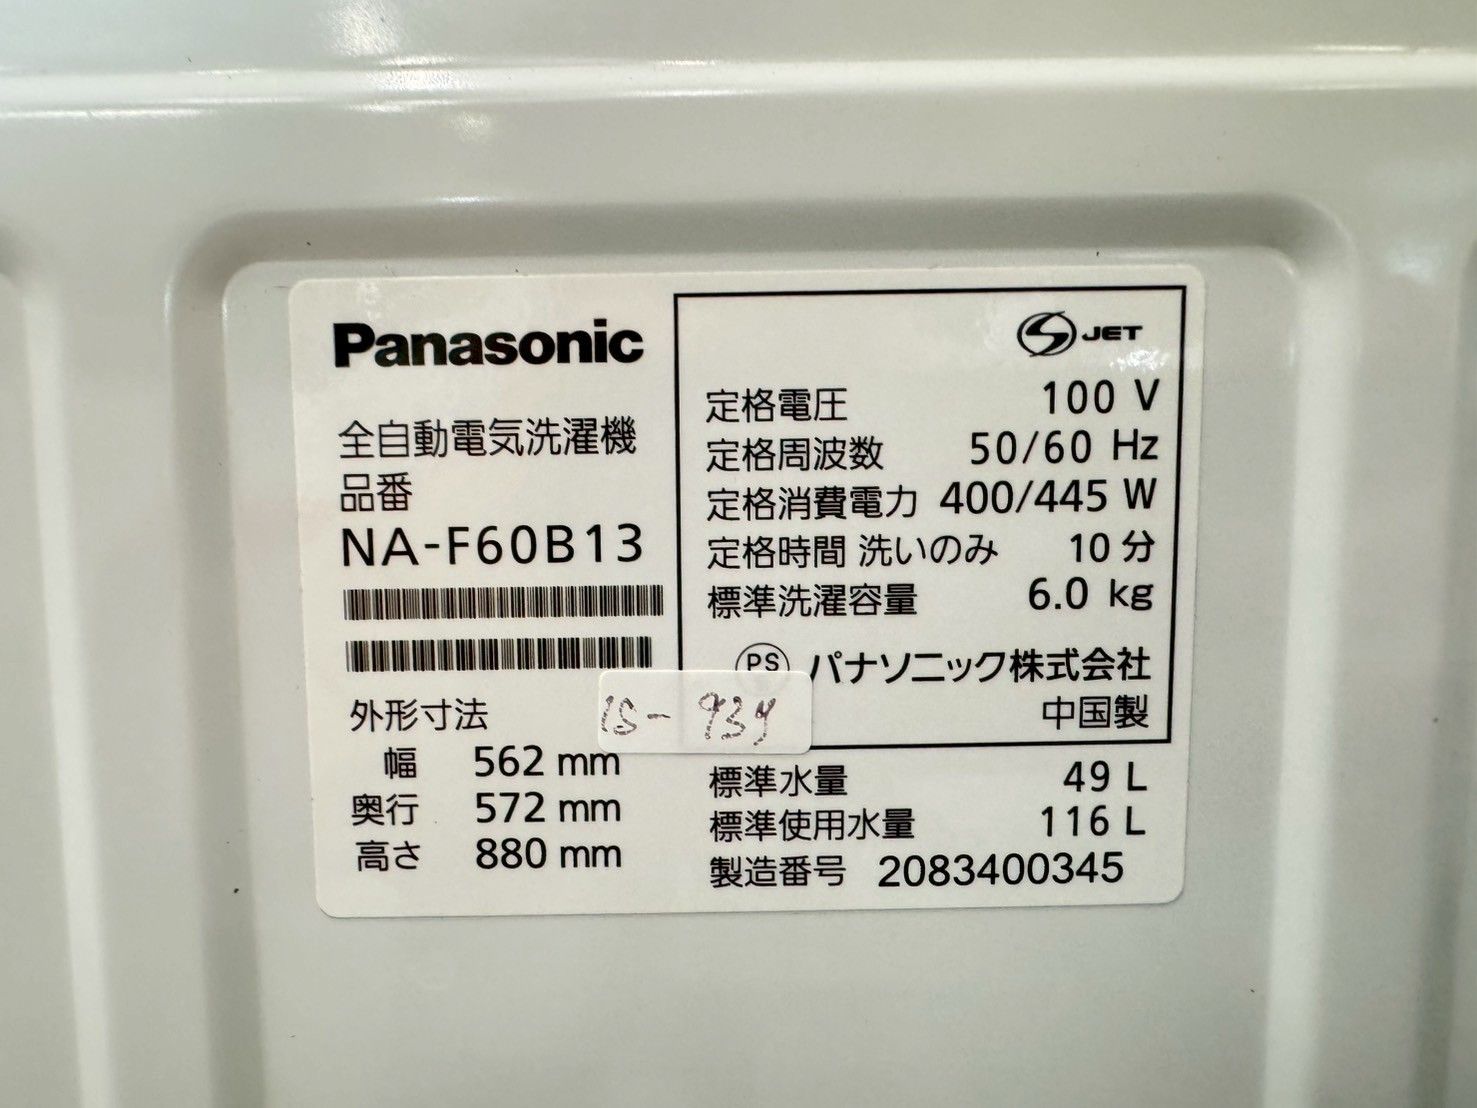 Panasonic
全自動電気洗濯機
品番
NA-F60B13
外形寸法
幅 562 mm
奥行 572 mm
高さ 880 mm
S JET
定格電圧 100 V
定格周波数 50/60 Hz
定格消費電力 400/445 W
定格時間 洗いのみ 10 分
標準洗濯容量 6.0 kg
PS パナソニック株式会社
中国製
標準水量 49 L
標準使用水量 116 L
製造番号 2083400345